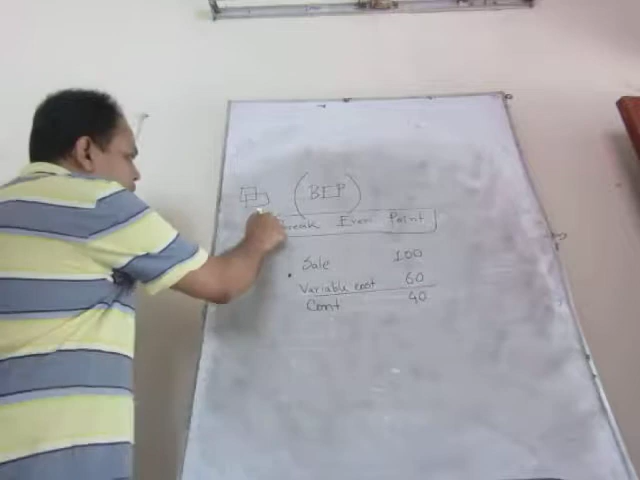 (BEP)
Break Even Point
Sale 100
Variable cost 60
Cont 40